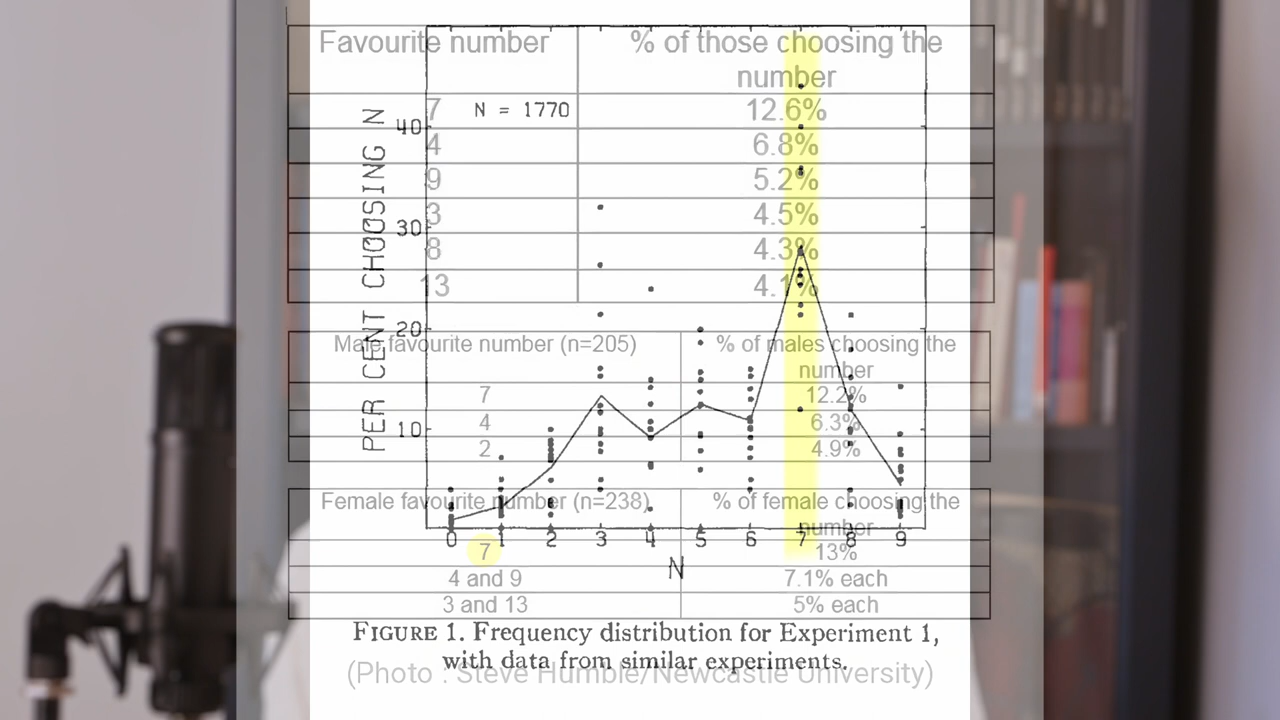 Favourite number
% of those choosing the
number
7
12.6%
4
6.8%
9
5.2%
3
4.5%
8
4.3%
13
4.1%
Male favourite number (n=205)
% of males choosing the
number
7
12.2%
4
6.3%
2
4.9%
Female favourite number (n=238)
% of female choosing the
number
7
13%
4 and 9
7.1% each
3 and 13
5% each
(Photo : Steve Humble/Newcastle University)
PER CENT CHOOSING N
N = 1770
40
30
20
10
0 1 2 3 4 5 6 7 8 9
N
FIGURE 1. Frequency distribution for Experiment 1,
with data from similar experiments.